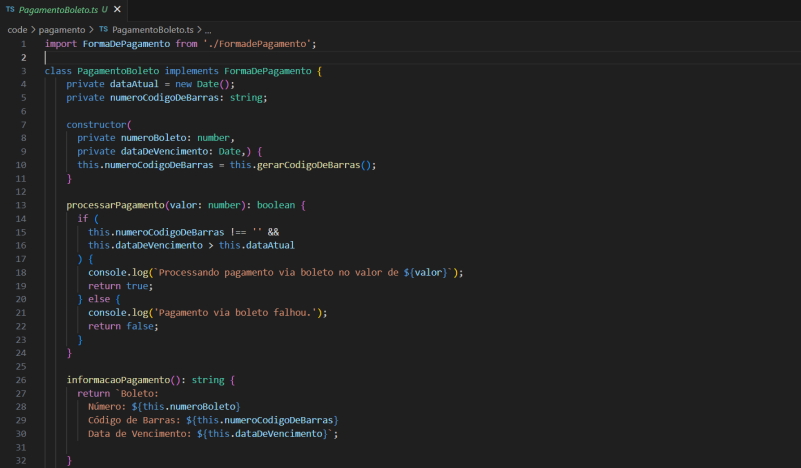 TS PagamentoBoleto.ts U ×
code > pagamento > TS PagamentoBoleto.ts > ...
1 import FormaDePagamento from './FormadePagamento';
2
3 class PagamentoBoleto implements FormaDePagamento {
4     private dataAtual = new Date();
5     private numeroCodigoDeBarras: string;
6
7     constructor(
8       private numeroBoleto: number,
9       private dataDeVencimento: Date,) {
10       this.numeroCodigoDeBarras = this.gerarCodigoDeBarras();
11     }
12
13     processarPagamento(valor: number): boolean {
14       if (
15         this.numeroCodigoDeBarras !== '' &&
16         this.dataDeVencimento > this.dataAtual
17       ) {
18         console.log(`Processando pagamento via boleto no valor de ${valor}`);
19         return true;
20       } else {
21         console.log('Pagamento via boleto falhou.');
22         return false;
23       }
24     }
25
26     informacaoPagamento(): string {
27       return `Boleto:
28         Número: ${this.numeroBoleto}
29         Código de Barras: ${this.numeroCodigoDeBarras}
30         Data de Vencimento: ${this.dataDeVencimento}`;
31
32     }